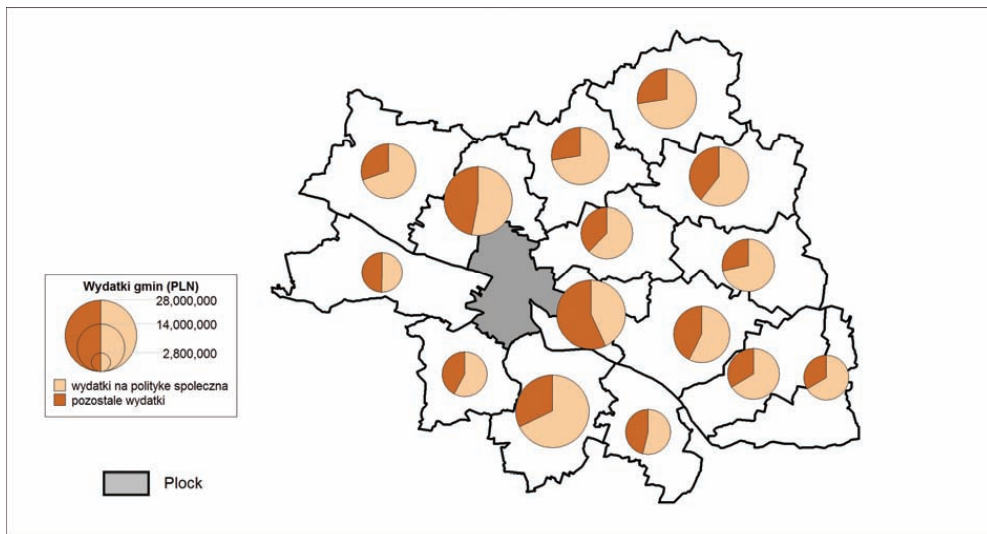 Wydatki gmin (PLN)
28,000,000
14,000,000
2,800,000
wydatki na polityke spoleczna
pozostale wydatki
Plock